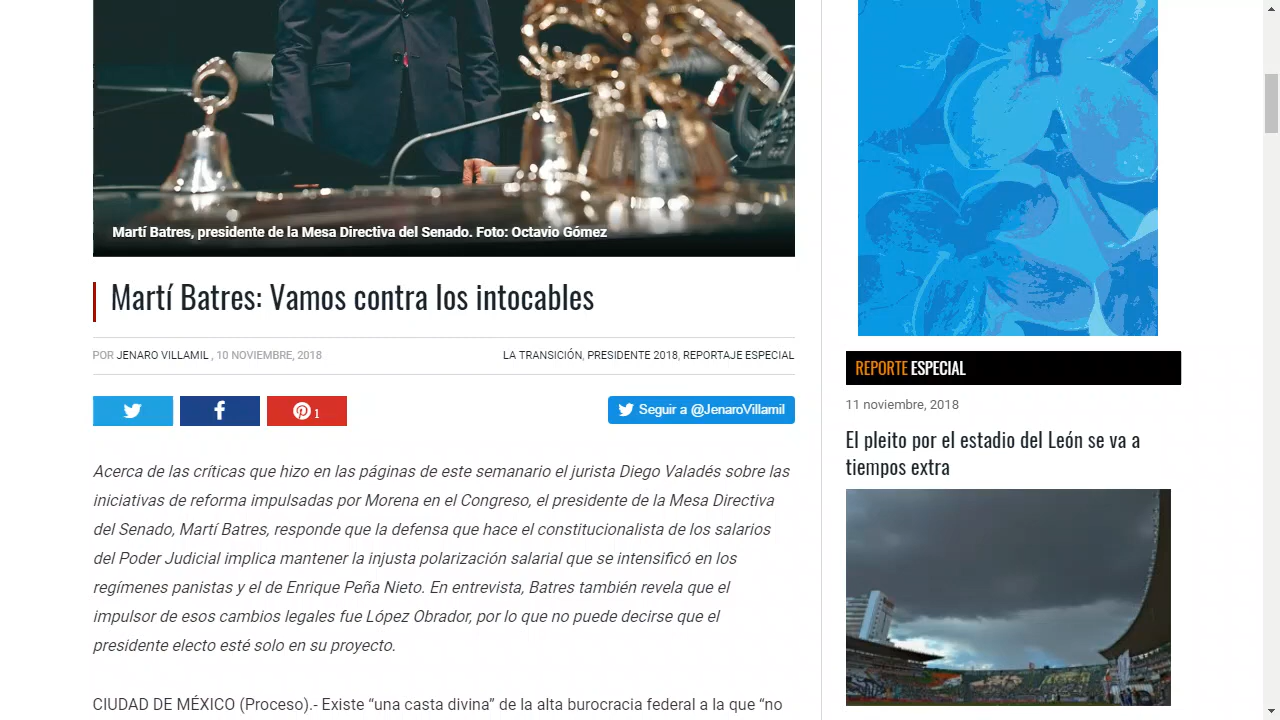 Martí Batres, presidente de la Mesa Directiva del Senado. Foto: Octavio Gómez
Martí Batres: Vamos contra los intocables
POR JENARO VILLAMIL , 10 NOVIEMBRE, 2018
LA TRANSICIÓN, PRESIDENTE 2018, REPORTAJE ESPECIAL
1
Seguir a @JenaroVillamil
Acerca de las críticas que hizo en las páginas de este semanario el jurista Diego Valadés sobre las
iniciativas de reforma impulsadas por Morena en el Congreso, el presidente de la Mesa Directiva
del Senado, Martí Batres, responde que la defensa que hace el constitucionalista de los salarios
del Poder Judicial implica mantener la injusta polarización salarial que se intensificó en los
regímenes panistas y el de Enrique Peña Nieto. En entrevista, Batres también revela que el
impulsor de esos cambios legales fue López Obrador, por lo que no puede decirse que el
presidente electo esté solo en su proyecto.
CIUDAD DE MÉXICO (Proceso).- Existe “una casta divina” de la alta burocracia federal a la que “no
REPORTE ESPECIAL
11 noviembre, 2018
El pleito por el estadio del León se va a
tiempos extra